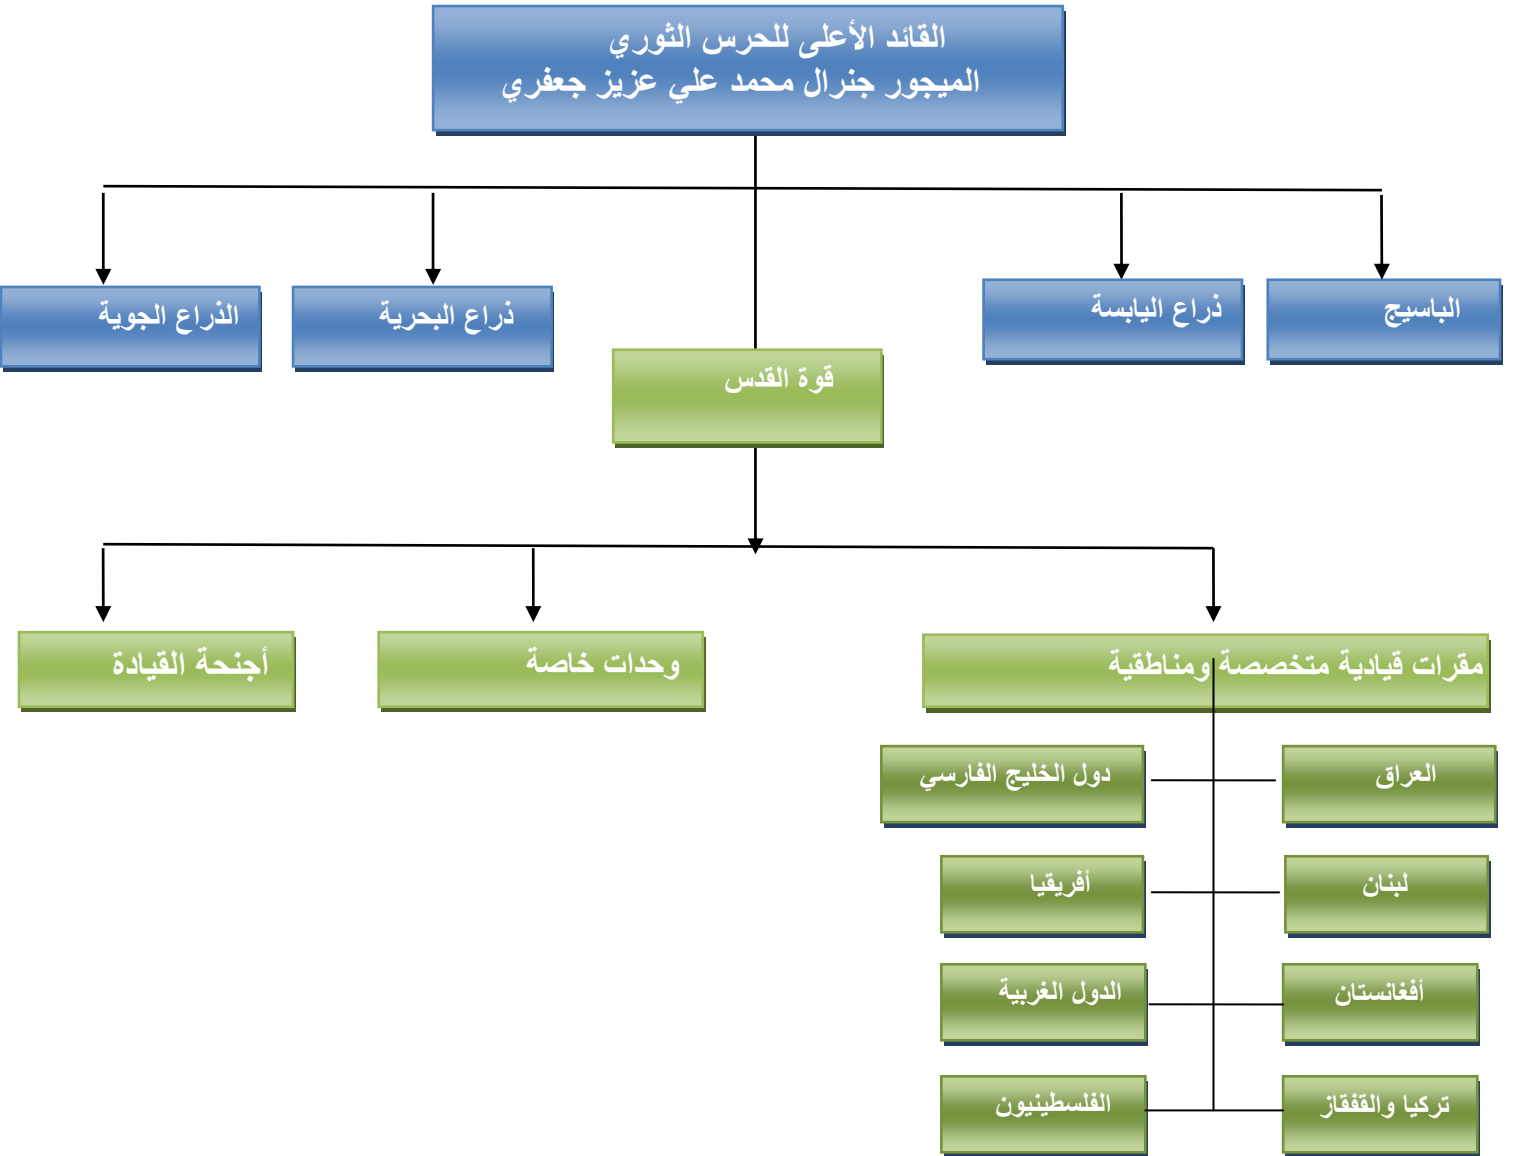 القائد الأعلى للحرس الثوري
الميجور جنرال محمد علي عزيز جعفري
الباسيج
ذراع اليابسة
ذراع البحرية
الذراع الجوية
قوة القدس
مقرات قيادية متخصصة ومناطقية
وحدات خاصة
أجنحة القيادة
العراق
دول الخليج الفارسي
لبنان
أفريقيا
أفغانستان
الدول الغربية
تركيا والقفقاز
الفلسطينيون